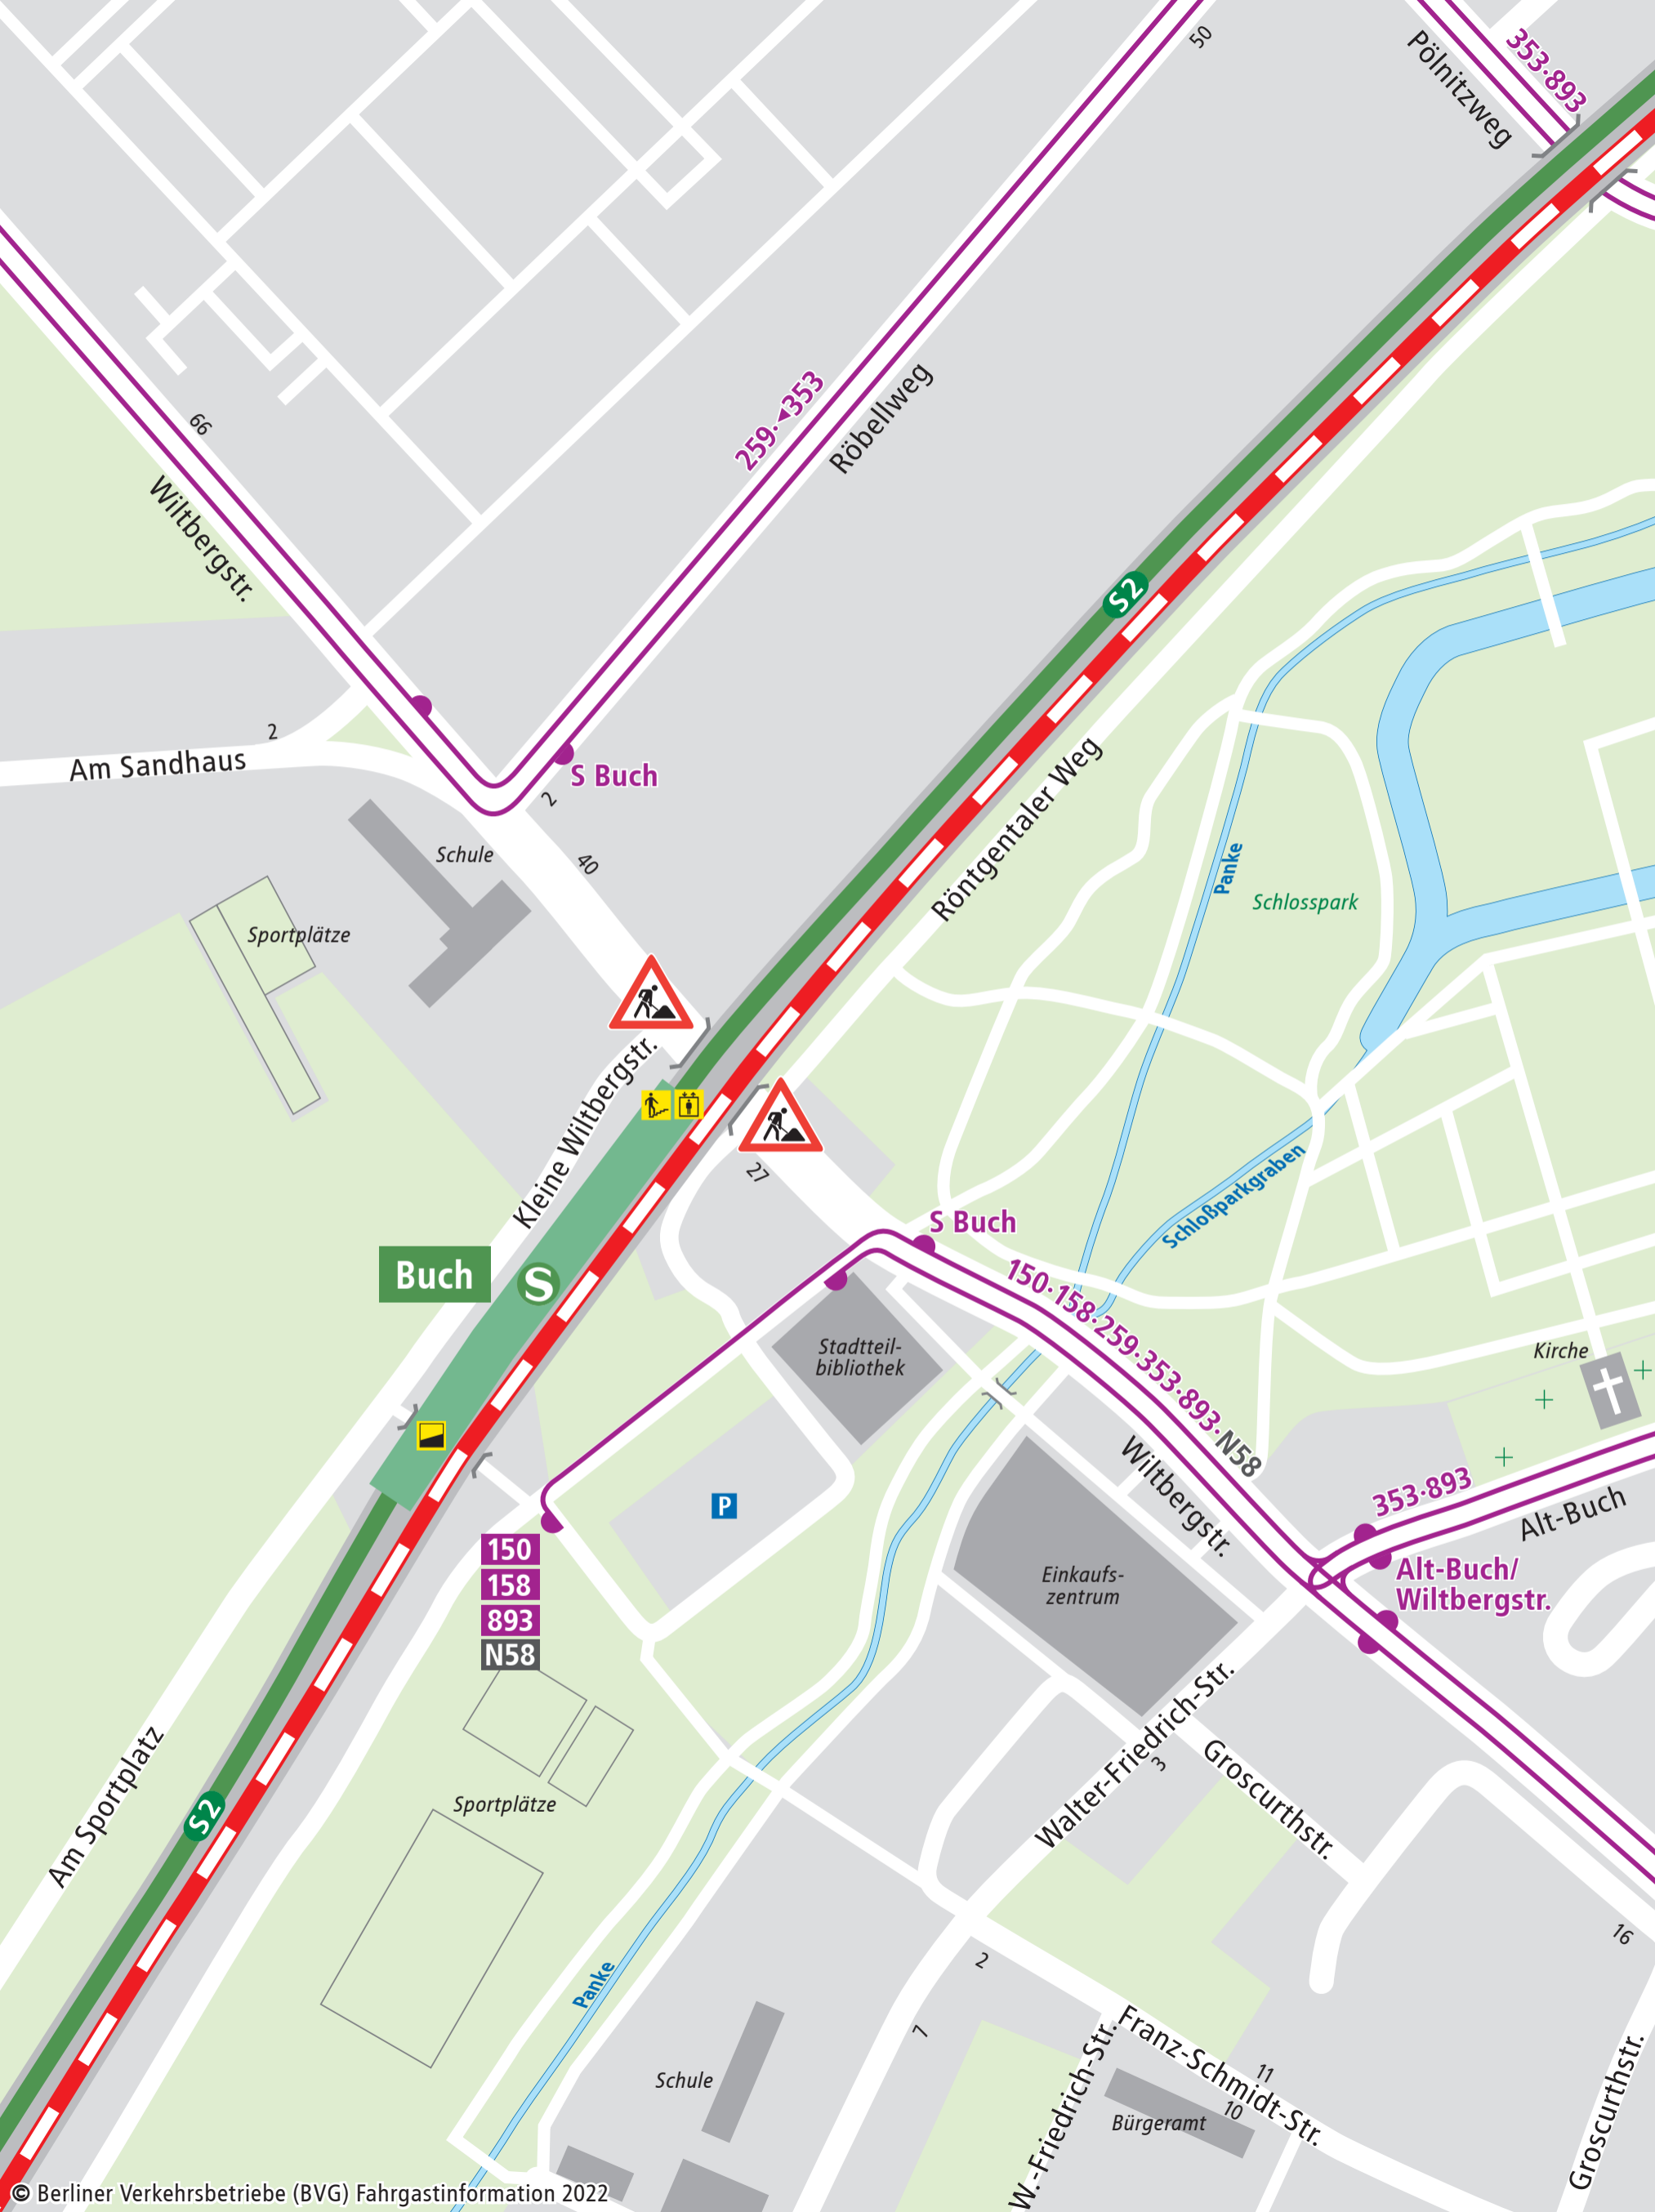 50
Pölnitzweg
353·893
66
Wiltbergstr.
259·◄353
Röbellweg
S2
Am Sandhaus
2
S Buch
2
40
Schule
Sportplätze
Röntgentaler Weg
Panke
Schlosspark
Kleine Wiltbergstr.
27
Schloßparkgraben
S Buch
Buch
S
150·158·259·353·893·N58
Stadtteil-
bibliothek
Kirche
Wiltbergstr.
353·893
Alt-Buch
P
150
158
893
N58
Einkaufs-
zentrum
Alt-Buch/
Wiltbergstr.
Walter-Friedrich-Str.
3
Groscurthstr.
Am Sportplatz
S2
Sportplätze
16
Panke
2
7
Schule
W.-Friedrich-Str.
Franz-Schmidt-Str.
11
10
Bürgeramt
Groscurthstr.
© Berliner Verkehrsbetriebe (BVG) Fahrgastinformation 2022